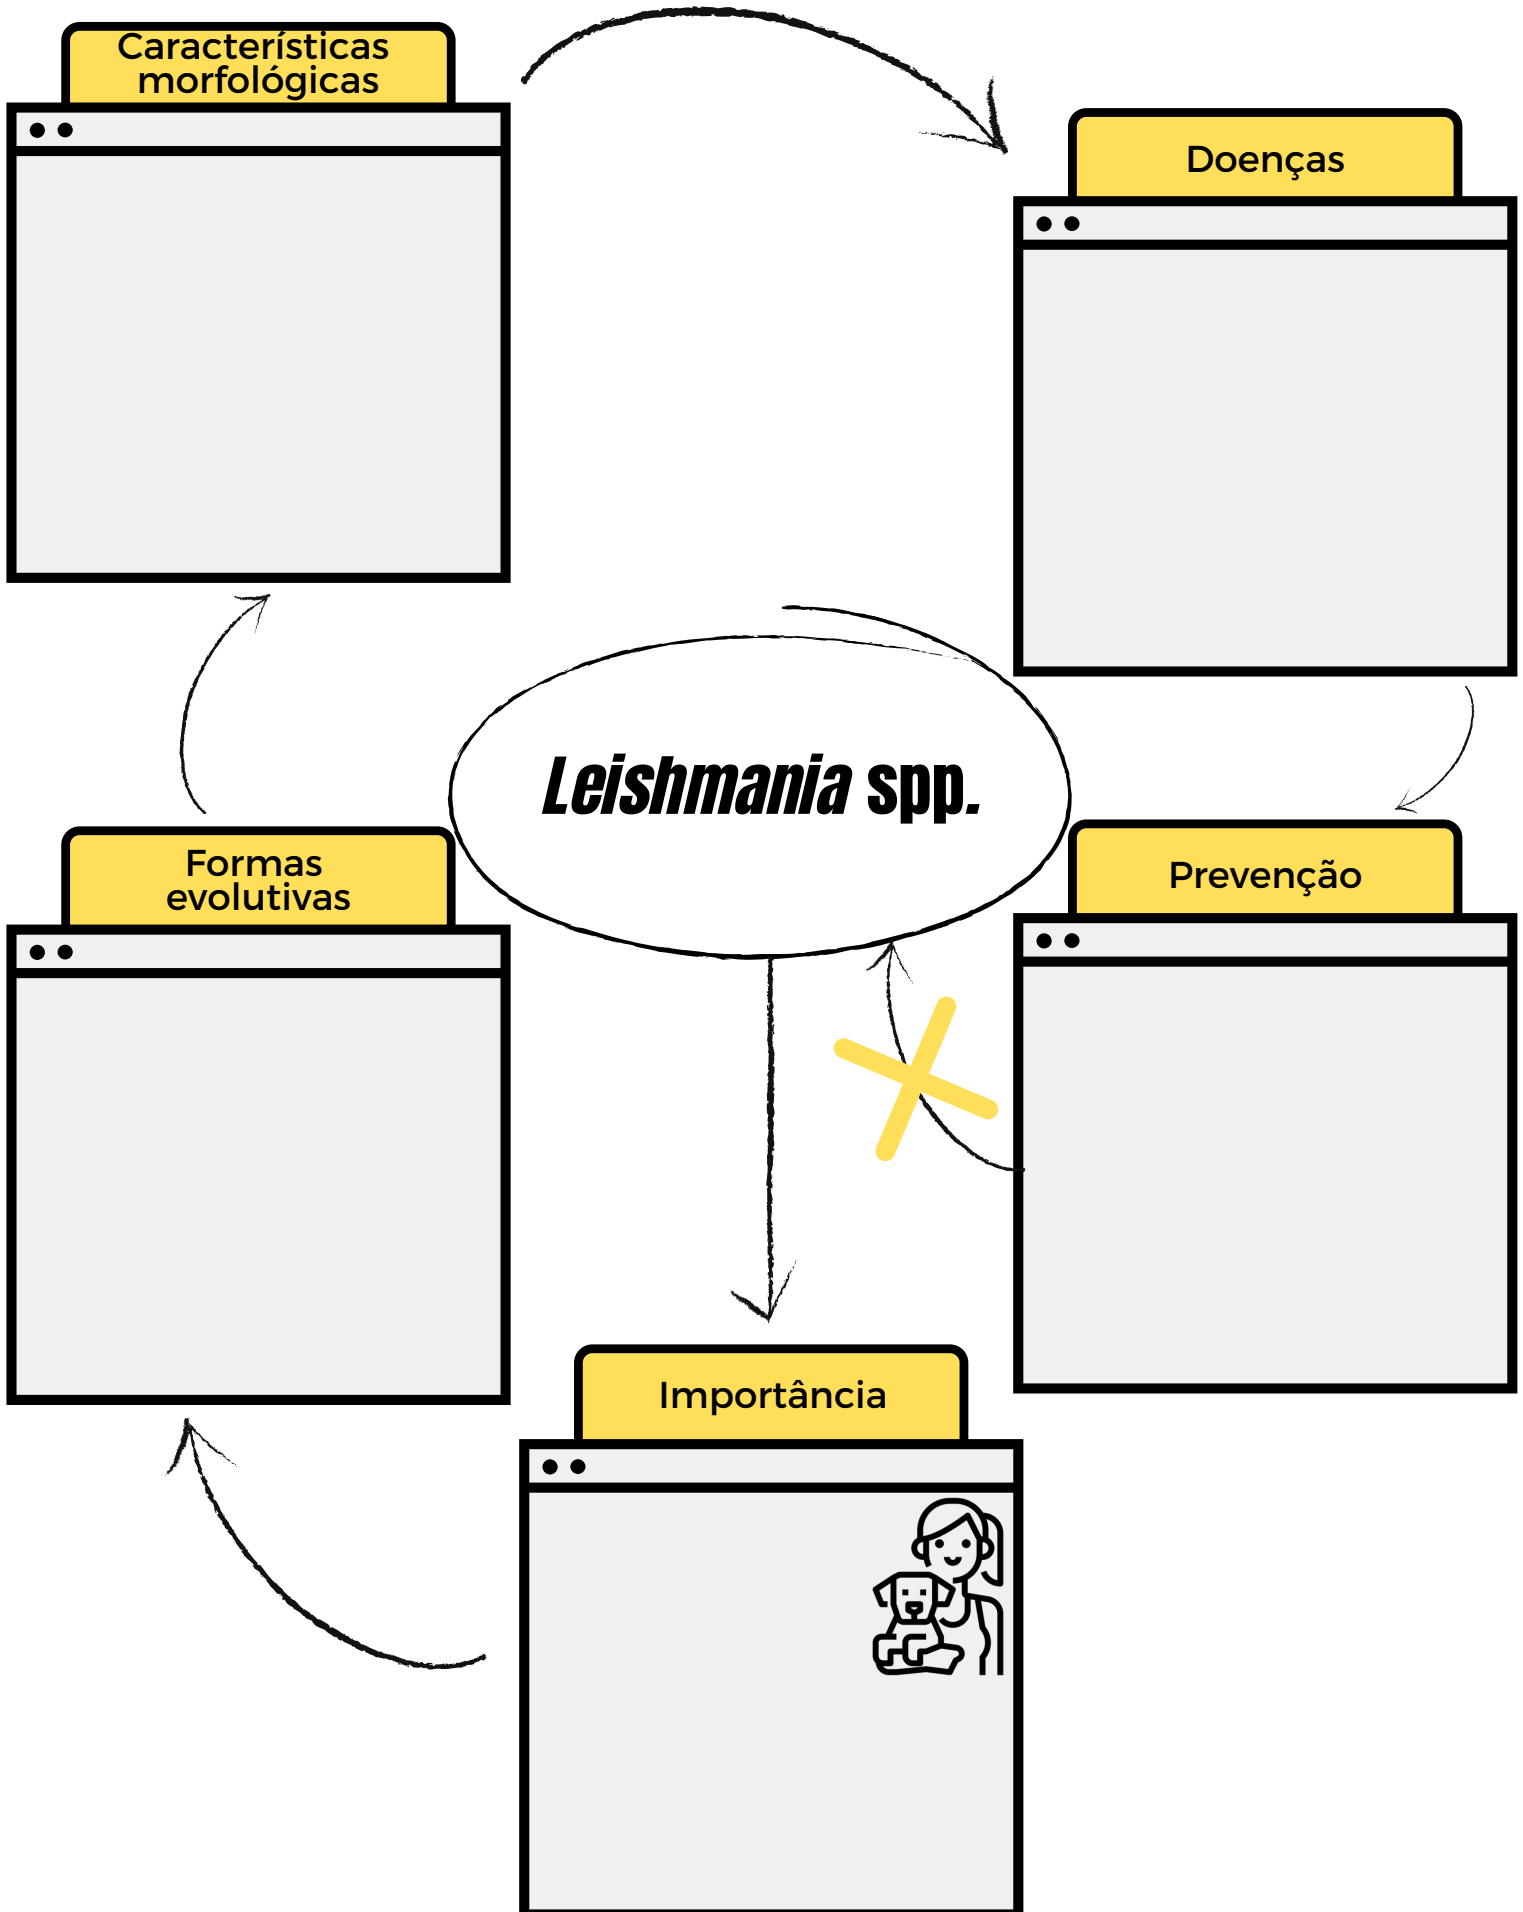 Características
morfológicas
Doenças
Leishmania spp.
Formas
evolutivas
Prevenção
Importância